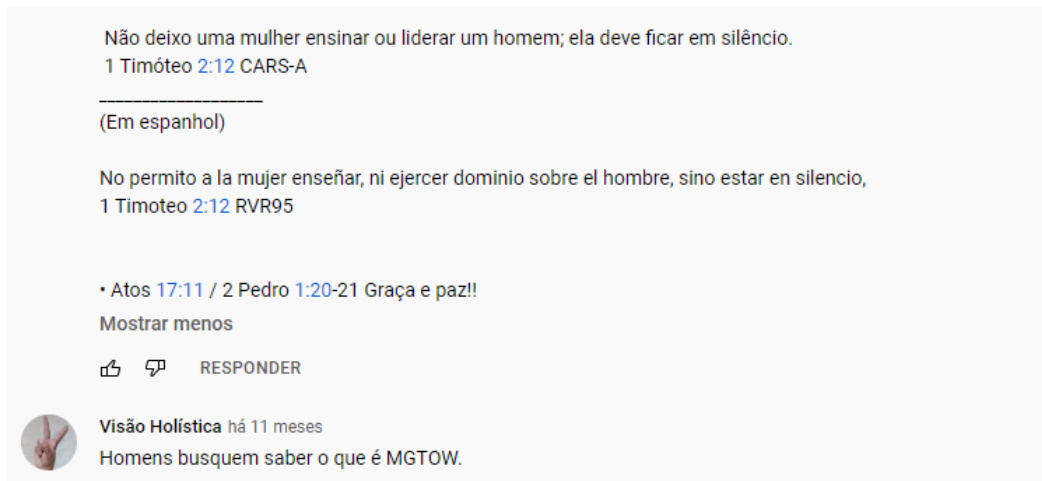 Não deixo uma mulher ensinar ou liderar um homem; ela deve ficar em silêncio.
1 Timóteo 2:12 CARS-A
___________________
(Em espanhol)
No permito a la mujer enseñar, ni ejercer dominio sobre el hombre, sino estar en silencio,
1 Timoteo 2:12 RVR95
• Atos 17:11 / 2 Pedro 1:20-21 Graça e paz!!
Mostrar menos
RESPONDER
Visão Holística há 11 meses
Homens busquem saber o que é MGTOW.